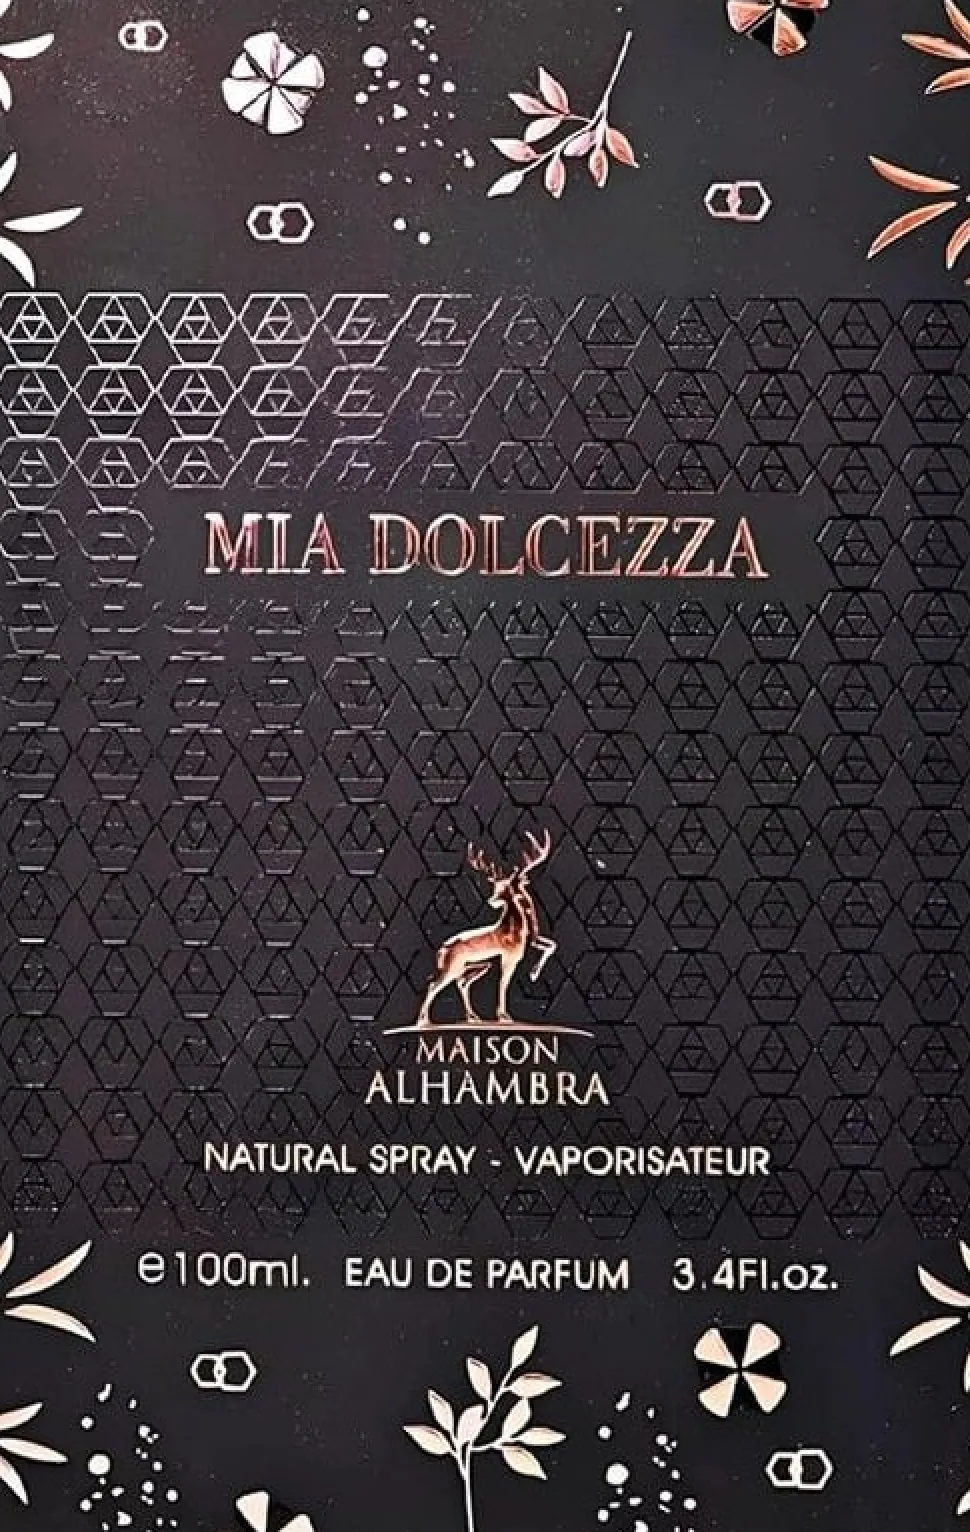 MIA DOLCEZZA
MAISON
ALHAMBRA
NATURAL SPRAY - VAPORISATEUR
℮100ml. EAU DE PARFUM 3.4Fl.oz.